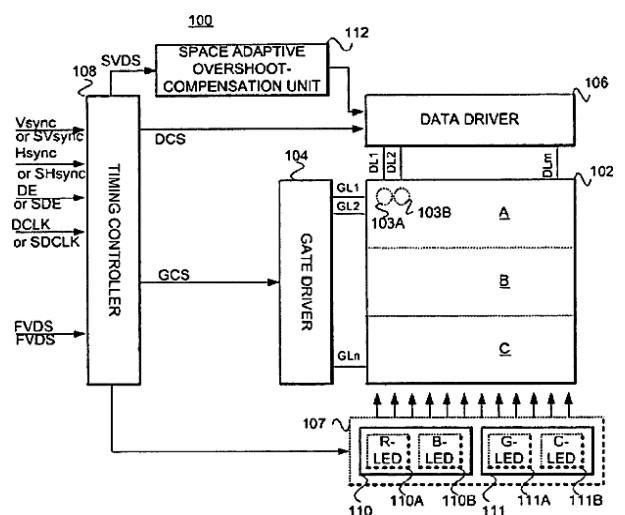 100
SVDS
112
SPACE ADAPTIVE
OVERSHOOT-
COMPENSATION UNIT
108
106
Vsync
or SVsync
Hsync
or SHsync
DE
or SDE
DCLK
or SDCLK
FVDS
FVDS
TIMING CONTROLLER
DCS
DATA DRIVER
DL1
DL2
DLm
104
102
GATE DRIVER
GL1
GL2
GLn
103A
103B
A
B
C
GCS
107
R-
LED
B-
LED
G-
LED
C-
LED
110
110A
110B
111
111A
111B